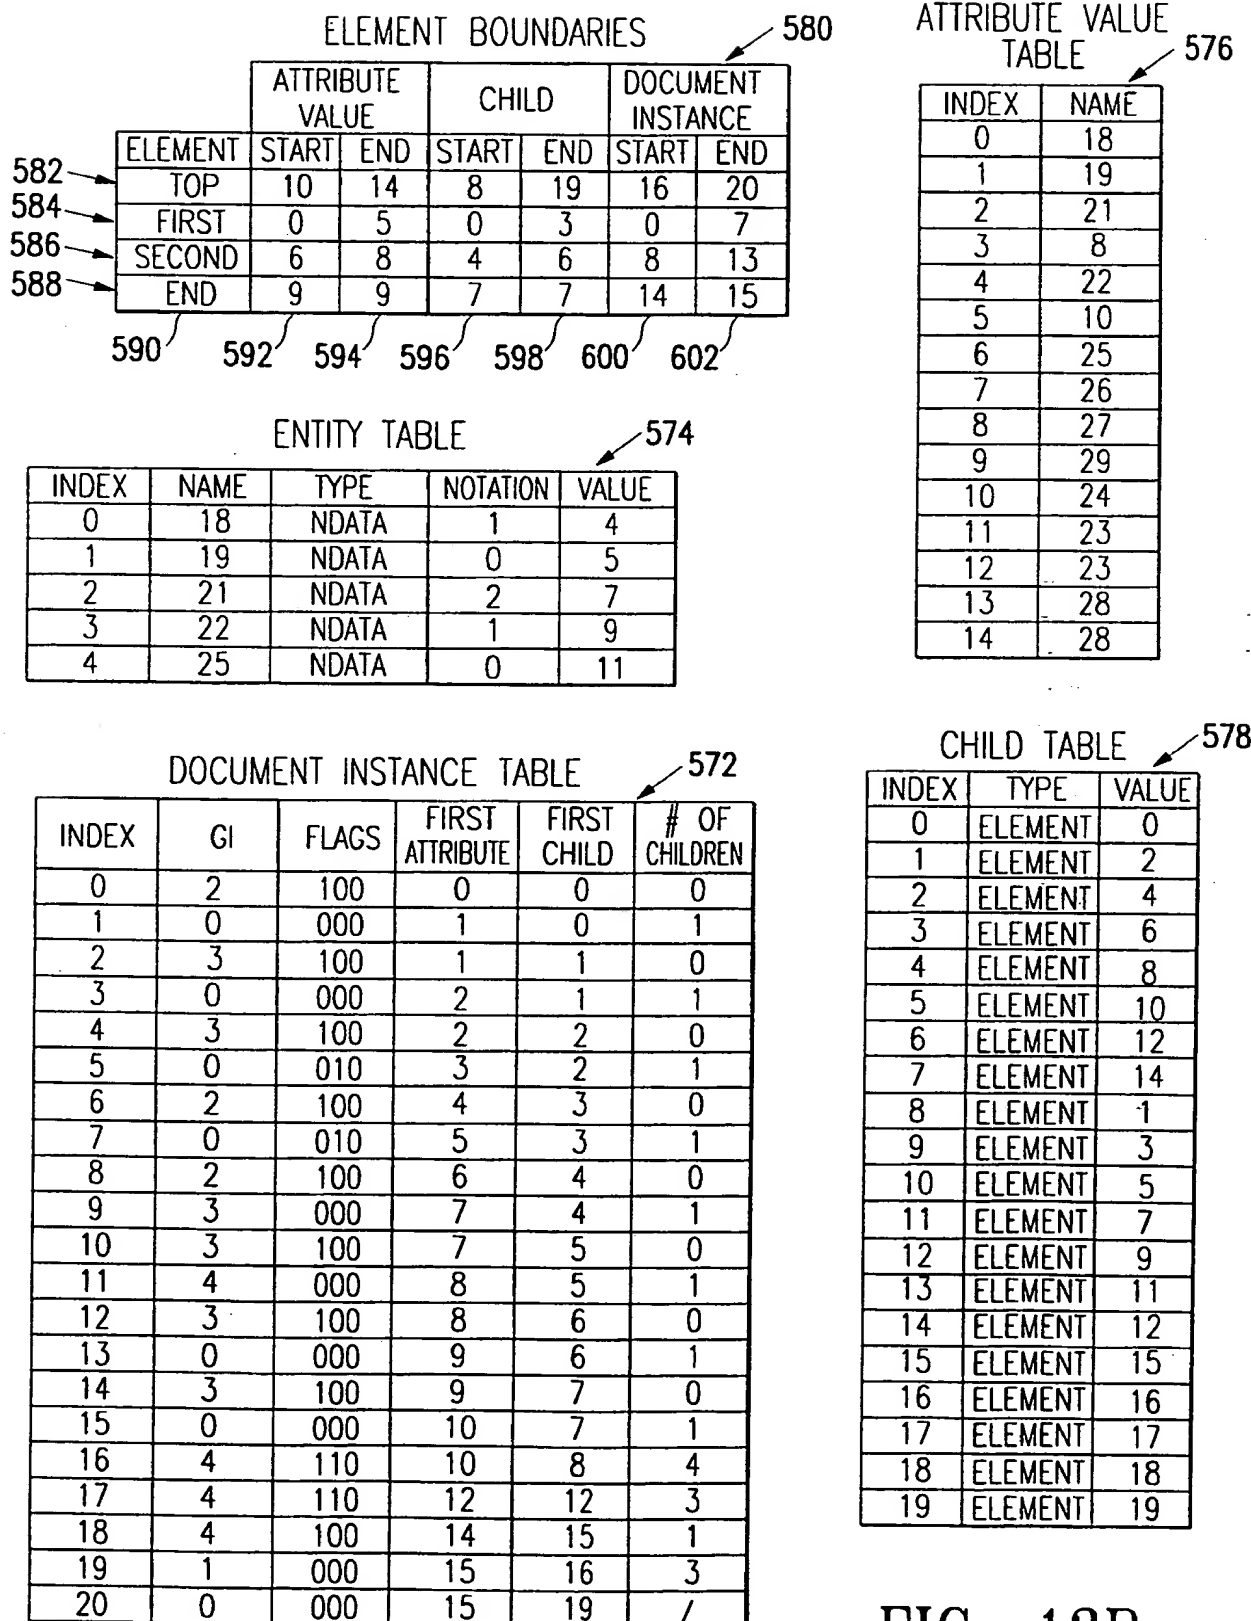 ELEMENT BOUNDARIES 580
ATTRIBUTE VALUE CHILD DOCUMENT INSTANCE
ELEMENT START END START END START END
582 TOP 10 14 8 19 16 20
584 FIRST 0 5 0 3 0 7
586 SECOND 6 8 4 6 8 13
588 END 9 9 7 7 14 15
590 592 594 596 598 600 602
ATTRIBUTE VALUE
TABLE 576
INDEX NAME
0 18
1 19
2 21
3 8
4 22
5 10
6 25
7 26
8 27
9 29
10 24
11 23
12 23
13 28
14 28
ENTITY TABLE 574
INDEX NAME TYPE NOTATION VALUE
0 18 NDATA 1 4
1 19 NDATA 0 5
2 21 NDATA 2 7
3 22 NDATA 1 9
4 25 NDATA 0 11
DOCUMENT INSTANCE TABLE 572
INDEX GI FLAGS FIRST ATTRIBUTE FIRST CHILD # OF CHILDREN
0 2 100 0 0 0
1 0 000 1 0 1
2 3 100 1 1 0
3 0 000 2 1 1
4 3 100 2 2 0
5 0 010 3 2 1
6 2 100 4 3 0
7 0 010 5 3 1
8 2 100 6 4 0
9 3 000 7 4 1
10 3 100 7 5 0
11 4 000 8 5 1
12 3 100 8 6 0
13 0 000 9 6 1
14 3 100 9 7 0
15 0 000 10 7 1
16 4 110 10 8 4
17 4 110 12 12 3
18 4 100 14 15 1
19 1 000 15 16 3
20 0 000 15 19
CHILD TABLE 578
INDEX TYPE VALUE
0 ELEMENT 0
1 ELEMENT 2
2 ELEMENT 4
3 ELEMENT 6
4 ELEMENT 8
5 ELEMENT 10
6 ELEMENT 12
7 ELEMENT 14
8 ELEMENT 1
9 ELEMENT 3
10 ELEMENT 5
11 ELEMENT 7
12 ELEMENT 9
13 ELEMENT 11
14 ELEMENT 12
15 ELEMENT 15
16 ELEMENT 16
17 ELEMENT 17
18 ELEMENT 18
19 ELEMENT 19